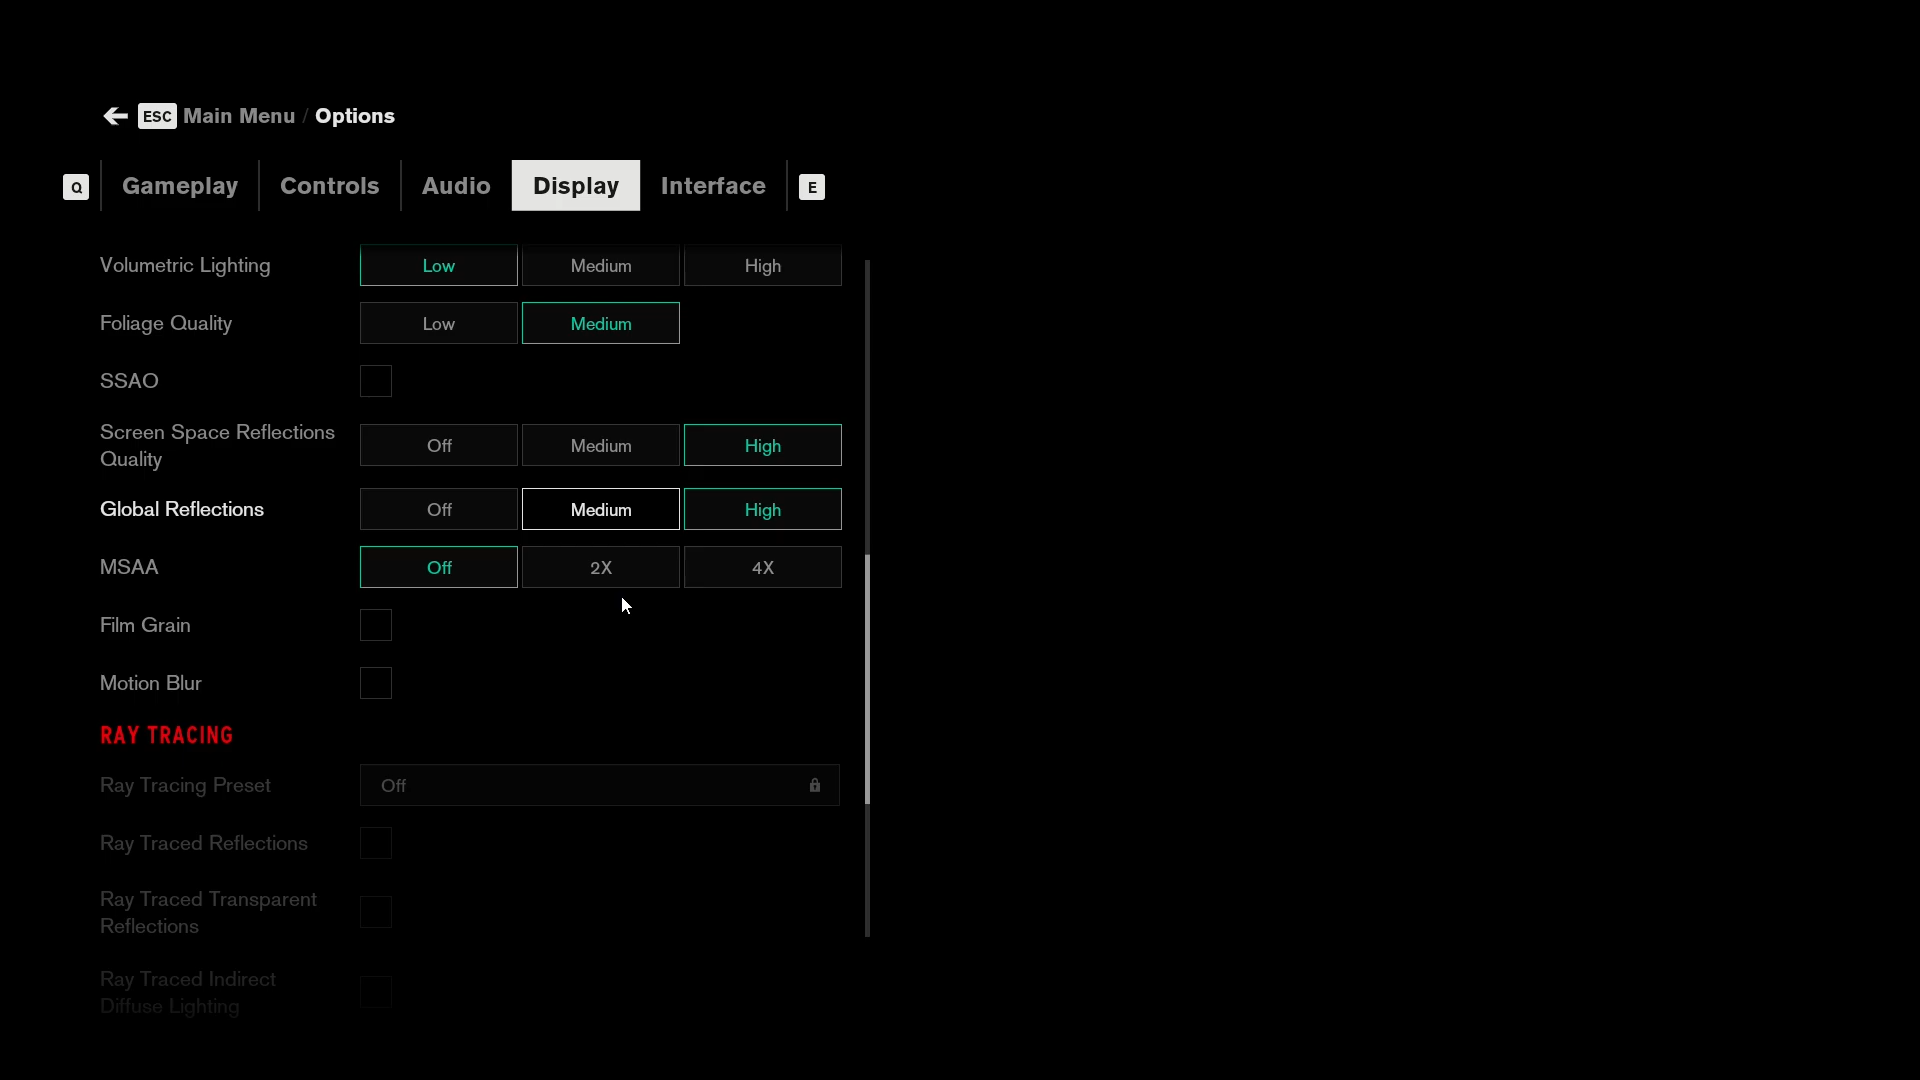 ESC Main Menu / Options
Q Gameplay Controls Audio Display Interface E
Volumetric Lighting Low Medium High
Foliage Quality Low Medium
SSAO
Screen Space Reflections
Quality Off Medium High
Global Reflections Off Medium High
MSAA Off 2X 4X
Film Grain
Motion Blur
RAY TRACING
Ray Tracing Preset Off
Ray Traced Reflections
Ray Traced Transparent
Reflections
Ray Traced Indirect
Diffuse Lighting